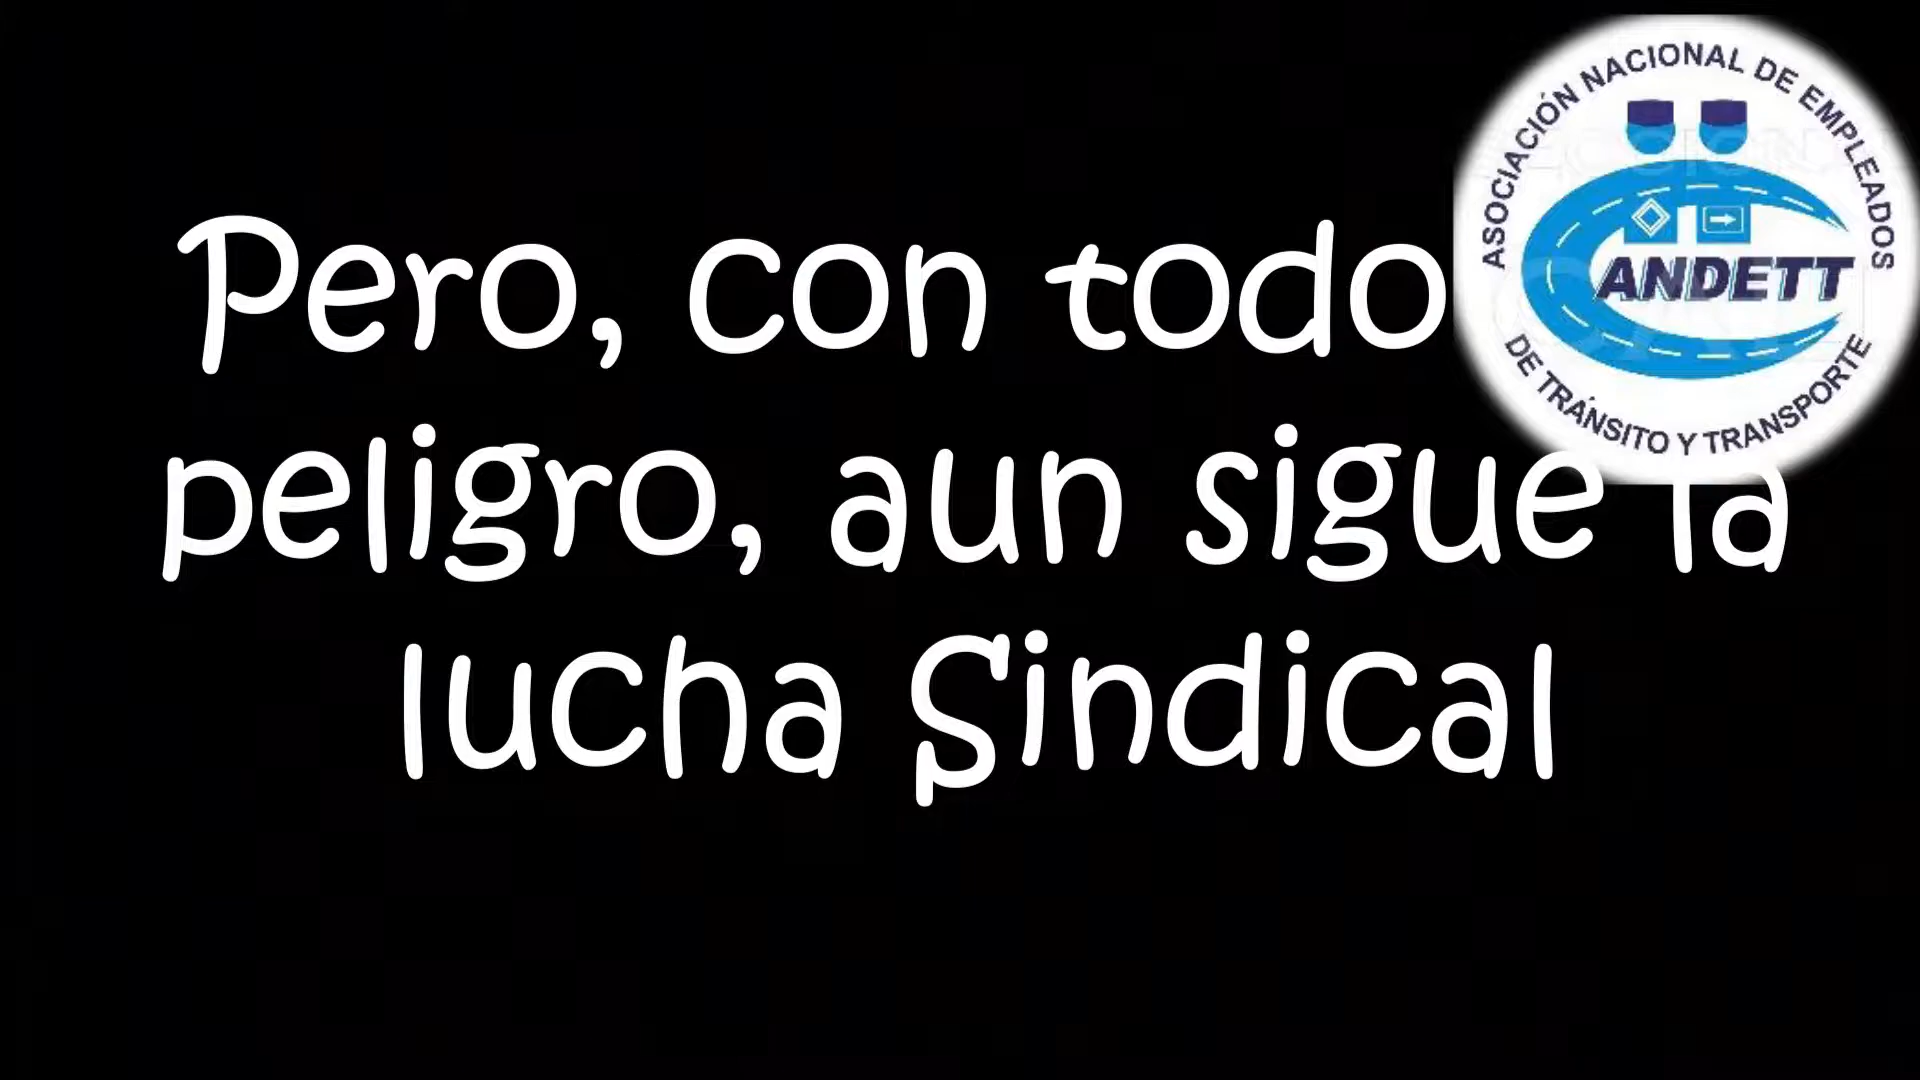 Pero, con todo
peligro, aun sigue la
lucha Sindical
ASOCIACIÓN NACIONAL DE EMPLEADOS
ANDETT
DE TRÁNSITO Y TRANSPORTE